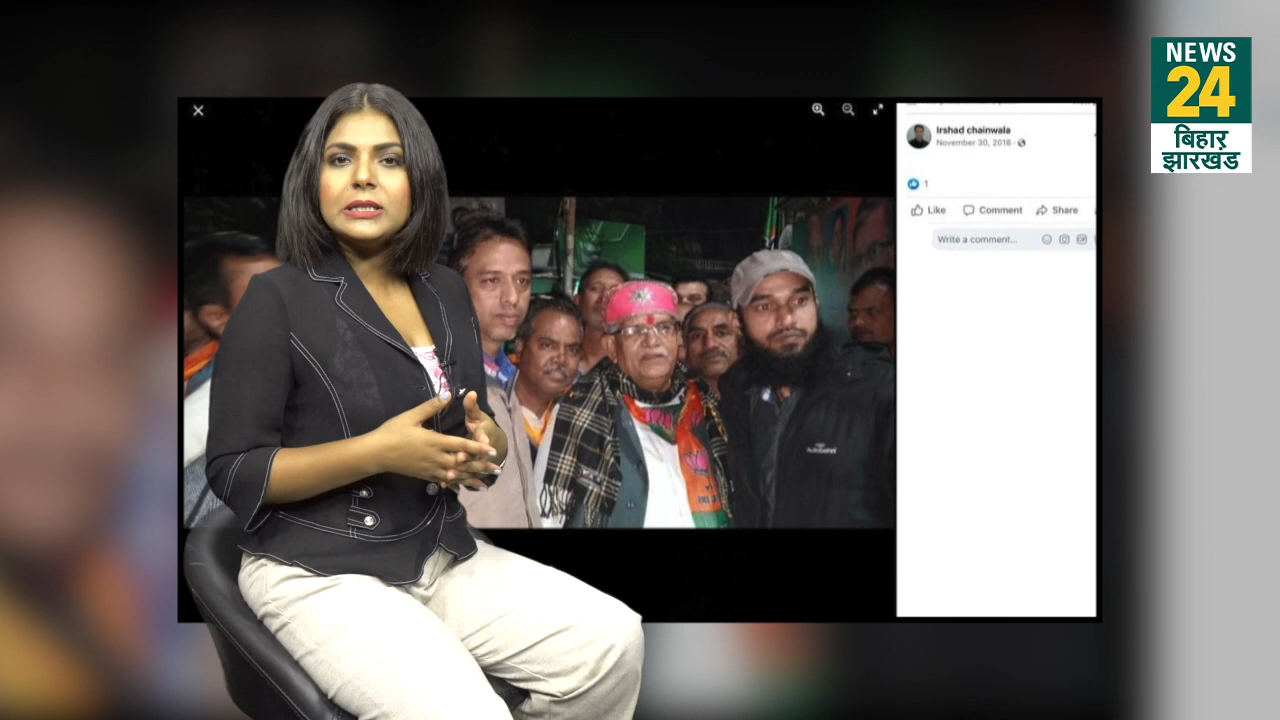 NEWS
24
बिहार
झारखंड
Irshad chainwala
November 30, 2018
1
Like Comment Share
Write a comment...